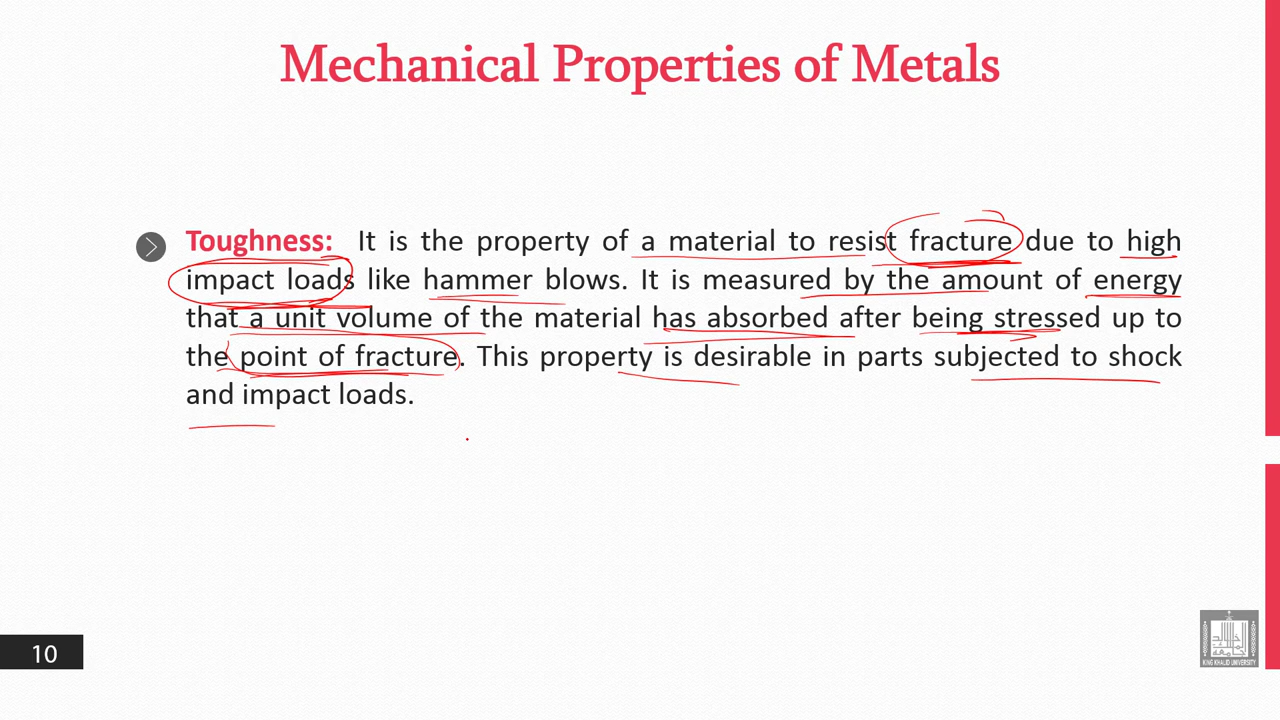 Mechanical Properties of Metals
Toughness: It is the property of a material to resist fracture due to high
impact loads like hammer blows. It is measured by the amount of energy
that a unit volume of the material has absorbed after being stressed up to
the point of fracture. This property is desirable in parts subjected to shock
and impact loads.
10
KING KHALID UNIVERSITY